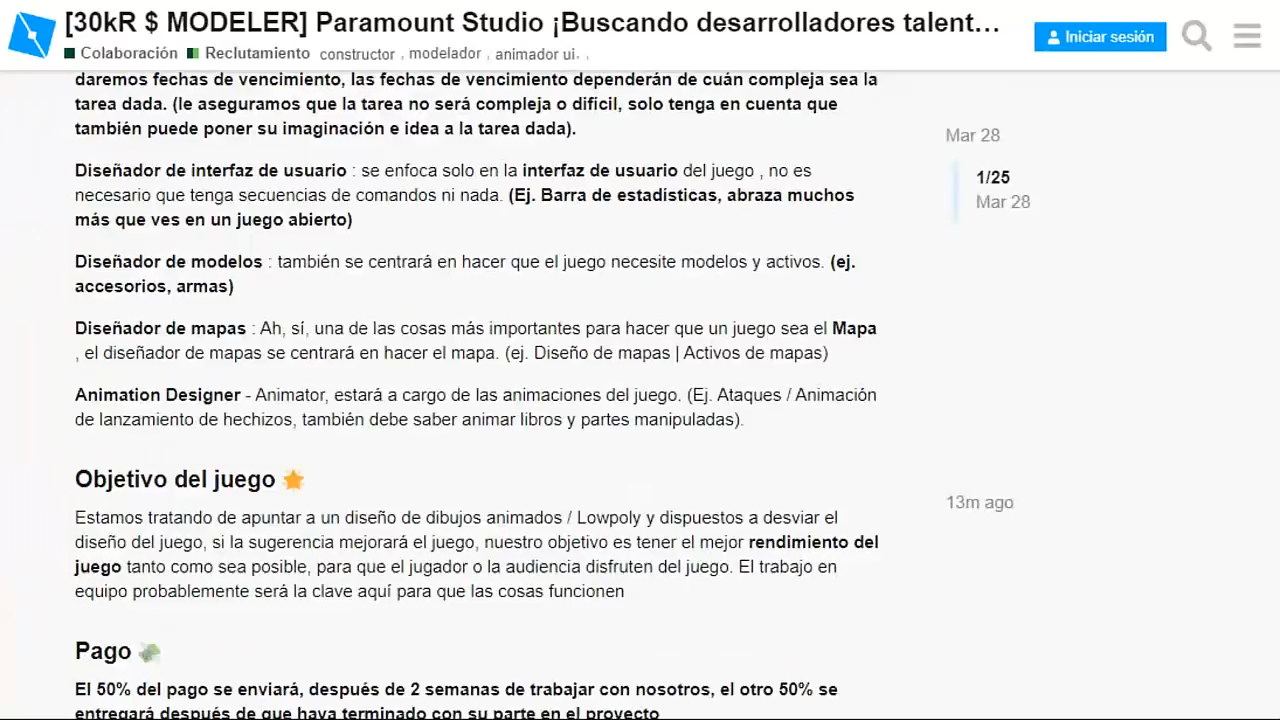 [30kR $ MODELER] Paramount Studio ¡Buscando desarrolladores talent…
Iniciar sesión
Colaboración Reclutamiento constructor , modelador , animador ui. ,
daremos fechas de vencimiento, las fechas de vencimiento dependerán de cuán compleja sea la
tarea dada. (le aseguramos que la tarea no será compleja o difícil, solo tenga en cuenta que
también puede poner su imaginación e idea a la tarea dada).
Diseñador de interfaz de usuario : se enfoca solo en la interfaz de usuario del juego , no es
necesario que tenga secuencias de comandos ni nada. (Ej. Barra de estadísticas, abraza muchos
más que ves en un juego abierto)
Diseñador de modelos : también se centrará en hacer que el juego necesite modelos y activos. (ej.
accesorios, armas)
Diseñador de mapas : Ah, sí, una de las cosas más importantes para hacer que un juego sea el Mapa
, el diseñador de mapas se centrará en hacer el mapa. (ej. Diseño de mapas | Activos de mapas)
Animation Designer - Animator, estará a cargo de las animaciones del juego. (Ej. Ataques / Animación
de lanzamiento de hechizos, también debe saber animar libros y partes manipuladas).
Objetivo del juego
Estamos tratando de apuntar a un diseño de dibujos animados / Lowpoly y dispuestos a desviar el
diseño del juego, si la sugerencia mejorará el juego, nuestro objetivo es tener el mejor rendimiento del
juego tanto como sea posible, para que el jugador o la audiencia disfruten del juego. El trabajo en
equipo probablemente será la clave aquí para que las cosas funcionen
Pago
El 50% del pago se enviará, después de 2 semanas de trabajar con nosotros, el otro 50% se
entregará después de que haya terminado con su parte en el proyecto
Mar 28
1/25
Mar 28
13m ago